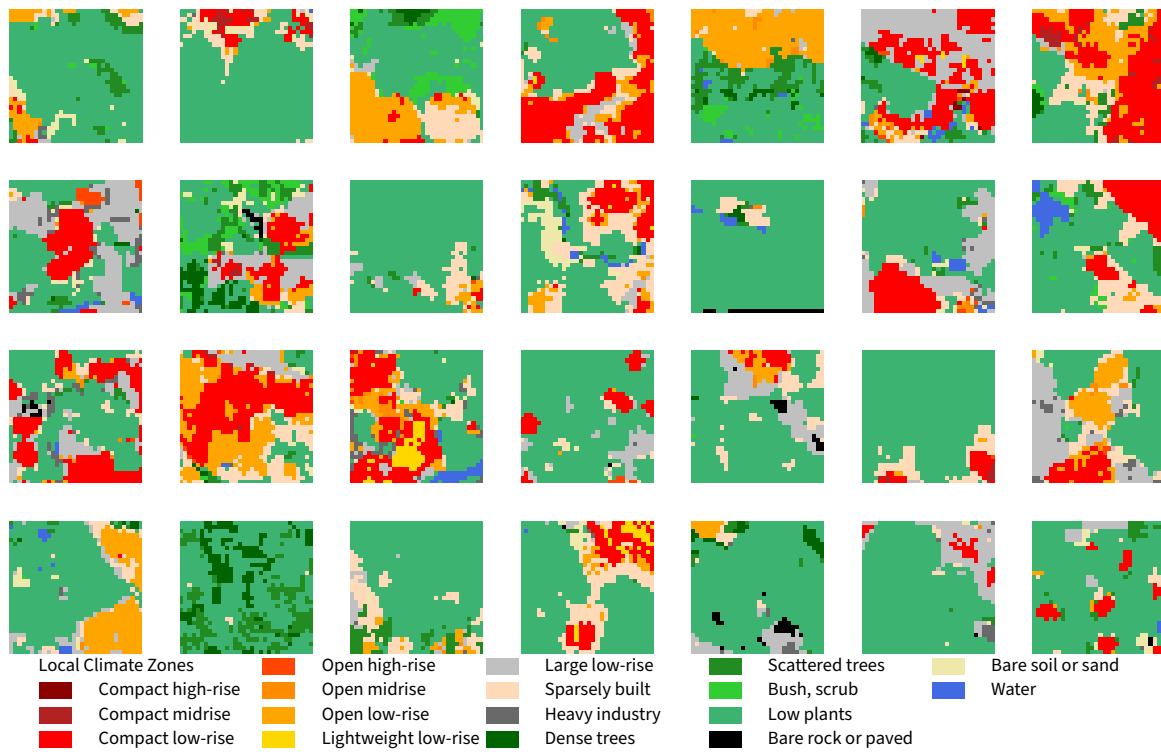 Local Climate Zones
Compact high-rise
Compact midrise
Compact low-rise
Open high-rise
Open midrise
Open low-rise
Lightweight low-rise
Large low-rise
Sparsely built
Heavy industry
Dense trees
Scattered trees
Bush, scrub
Low plants
Bare rock or paved
Bare soil or sand
Water